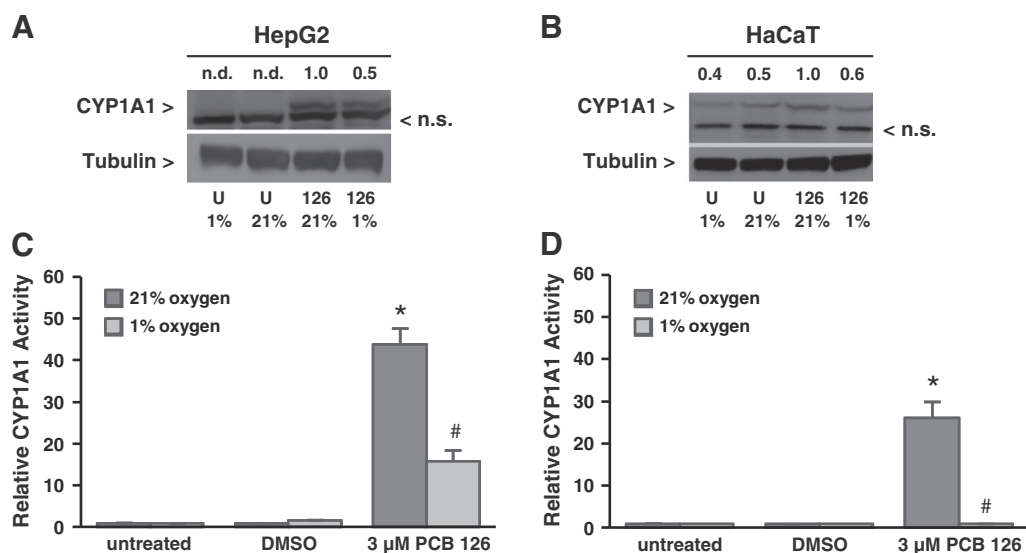 A
HepG2
n.d. n.d. 1.0 0.5
CYP1A1 >
< n.s.
Tubulin >
U U 126 126
1% 21% 21% 1%
B
HaCaT
0.4 0.5 1.0 0.6
CYP1A1 >
< n.s.
Tubulin >
U U 126 126
1% 21% 21% 1%
C
Relative CYP1A1 Activity
60
50
40
30
20
10
0
21% oxygen
1% oxygen
*
#
untreated DMSO 3 µM PCB 126
D
Relative CYP1A1 Activity
60
50
40
30
20
10
0
21% oxygen
1% oxygen
*
#
untreated DMSO 3 µM PCB 126